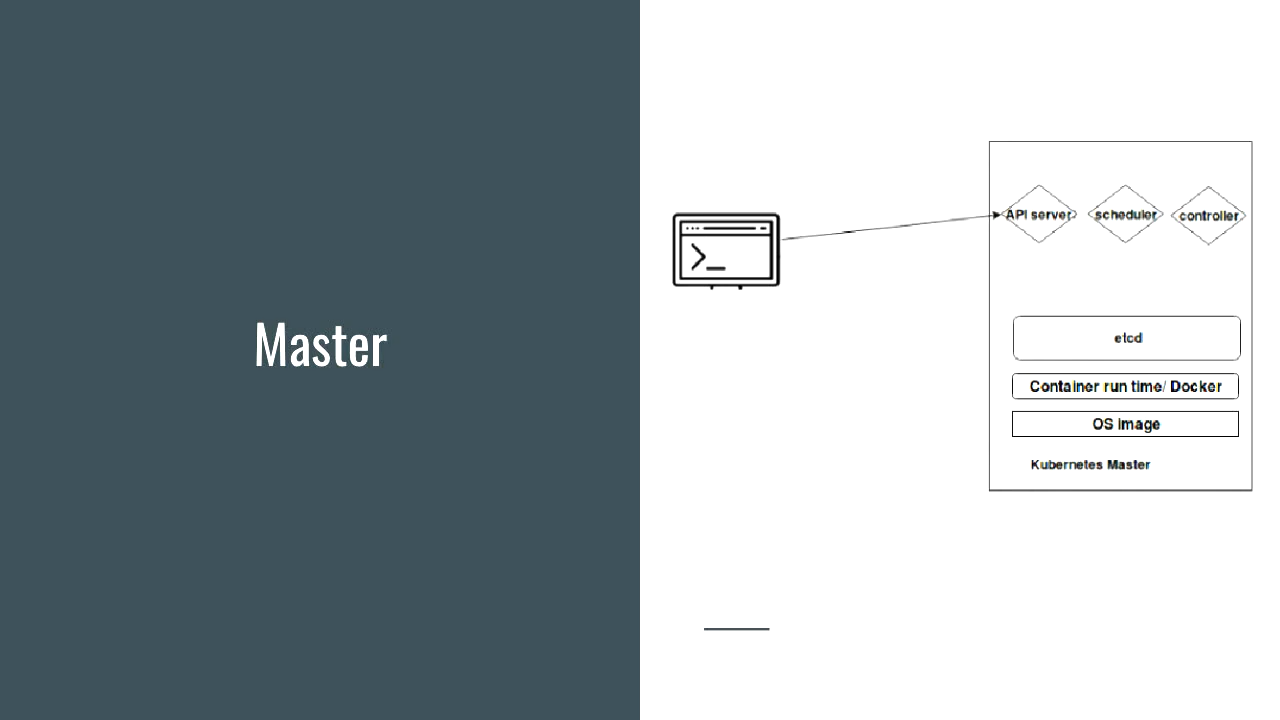 Master
>_
API server
scheduler
controller
etcd
Container run time/ Docker
OS image
Kubernetes Master